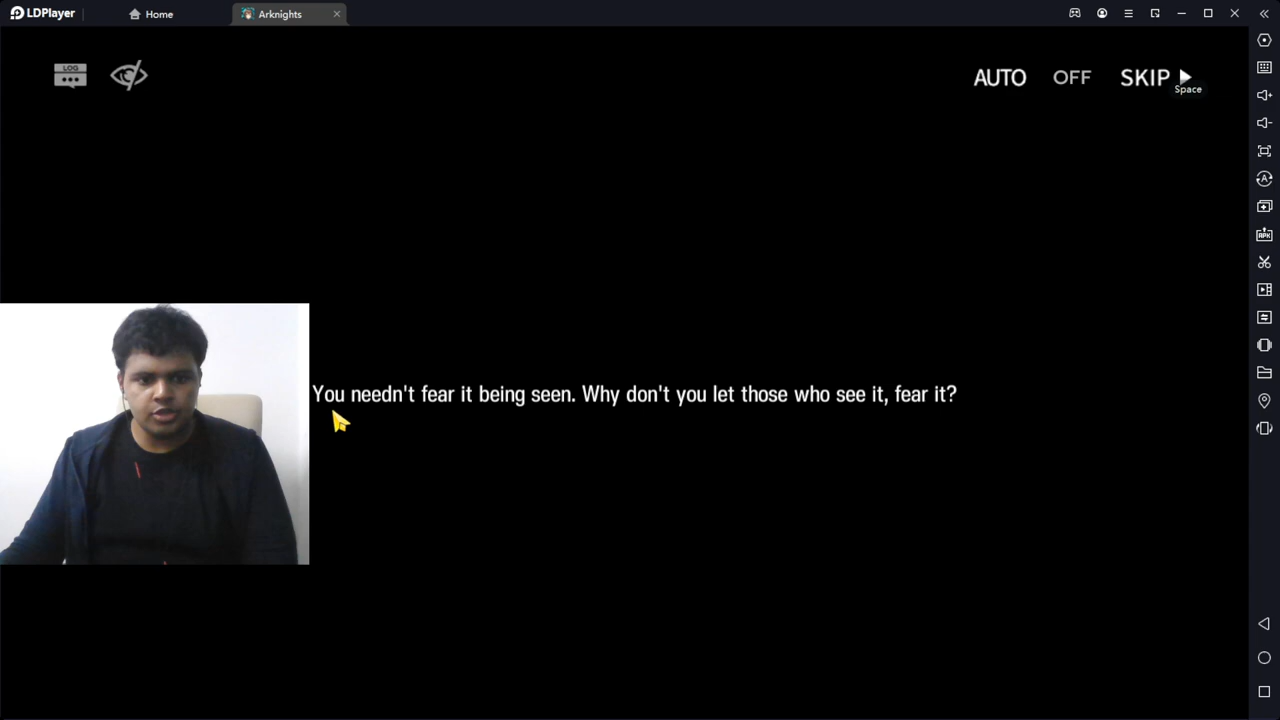 LDPlayer
Home
Arknights
LOG
AUTO
OFF
SKIP
Space
You needn't fear it being seen. Why don't you let those who see it, fear it?
A
APK